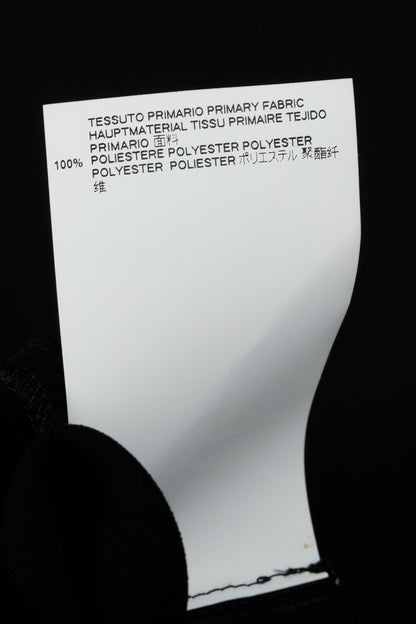 TESSUTO PRIMARIO PRIMARY FABRIC
HAUPTMATERIAL TISSU PRIMAIRE TEJIDO
PRIMARIO 面料
100% POLIESTERE POLYESTER POLYESTER
POLYESTER POLIESTER ポリエステル 聚酯纤
维